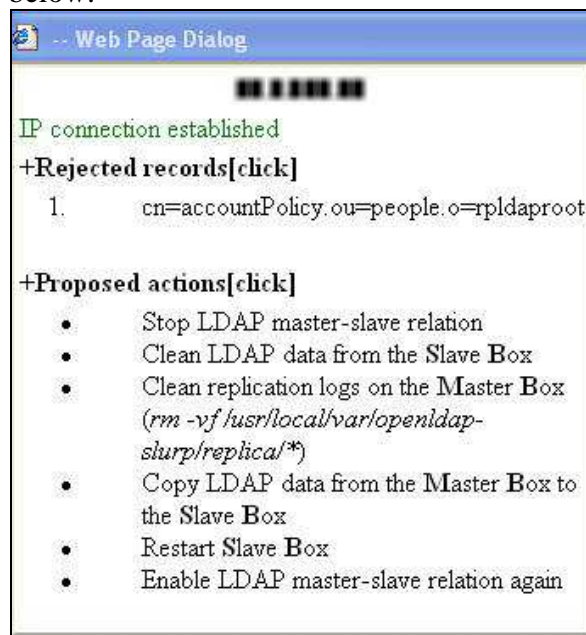 below.
-- Web Page Dialog
IP connection established
+Rejected records[click]
1. cn=accountPolicy.ou=people.o=rpldaproot
+Proposed actions[click]
• Stop LDAP master-slave relation
• Clean LDAP data from the Slave Box
• Clean replication logs on the Master Box
(rm -vf /usr/local/var/openldap-
slurp/replica/*)
• Copy LDAP data from the Master Box to
the Slave Box
• Restart Slave Box
• Enable LDAP master-slave relation again